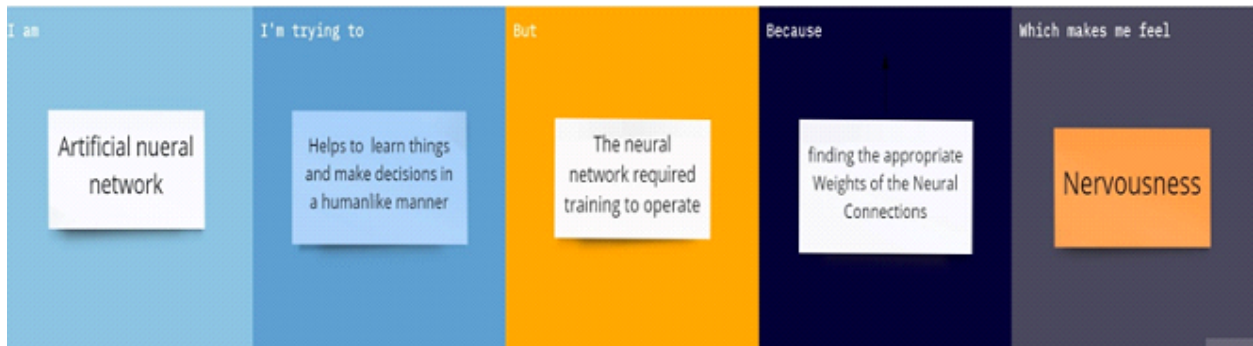 I am
Artificial nueral
network
I'm trying to
Helps to learn things
and make decisions in
a humanlike manner
But
The neural
network required
training to operate
Because
finding the appropriate
Weights of the Neural
Connections
Which makes me feel
Nervousness